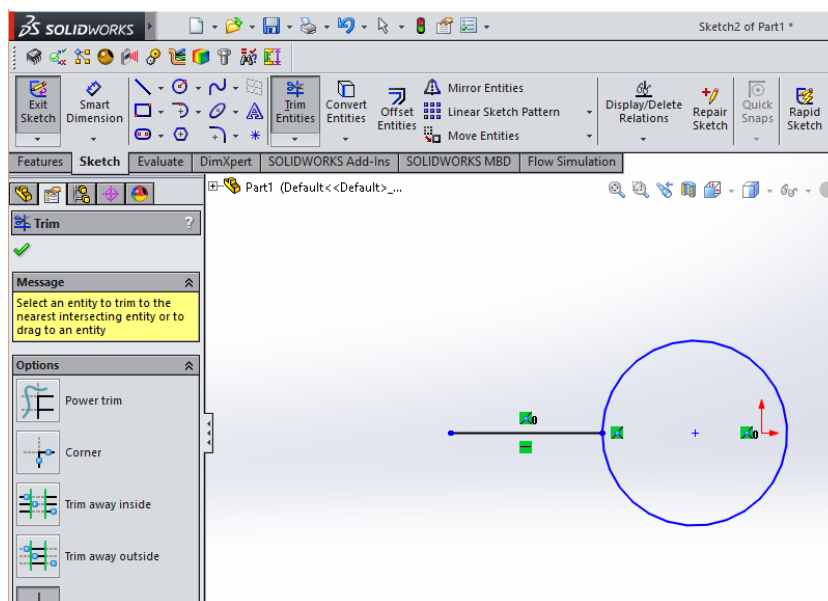 SOLIDWORKS
Sketch2 of Part1 *
Exit Sketch
Smart Dimension
Trim Entities
Convert Entities
Offset Entities
Mirror Entities
Linear Sketch Pattern
Move Entities
Display/Delete Relations
Repair Sketch
Quick Snaps
Rapid Sketch
Features Sketch Evaluate DimXpert SOLIDWORKS Add-Ins SOLIDWORKS MBD Flow Simulation
Part1 (Default<<Default>_...
Trim ?
Message
Select an entity to trim to the
nearest intersecting entity or to
drag to an entity
Options
Power trim
Corner
Trim away inside
Trim away outside
0
0